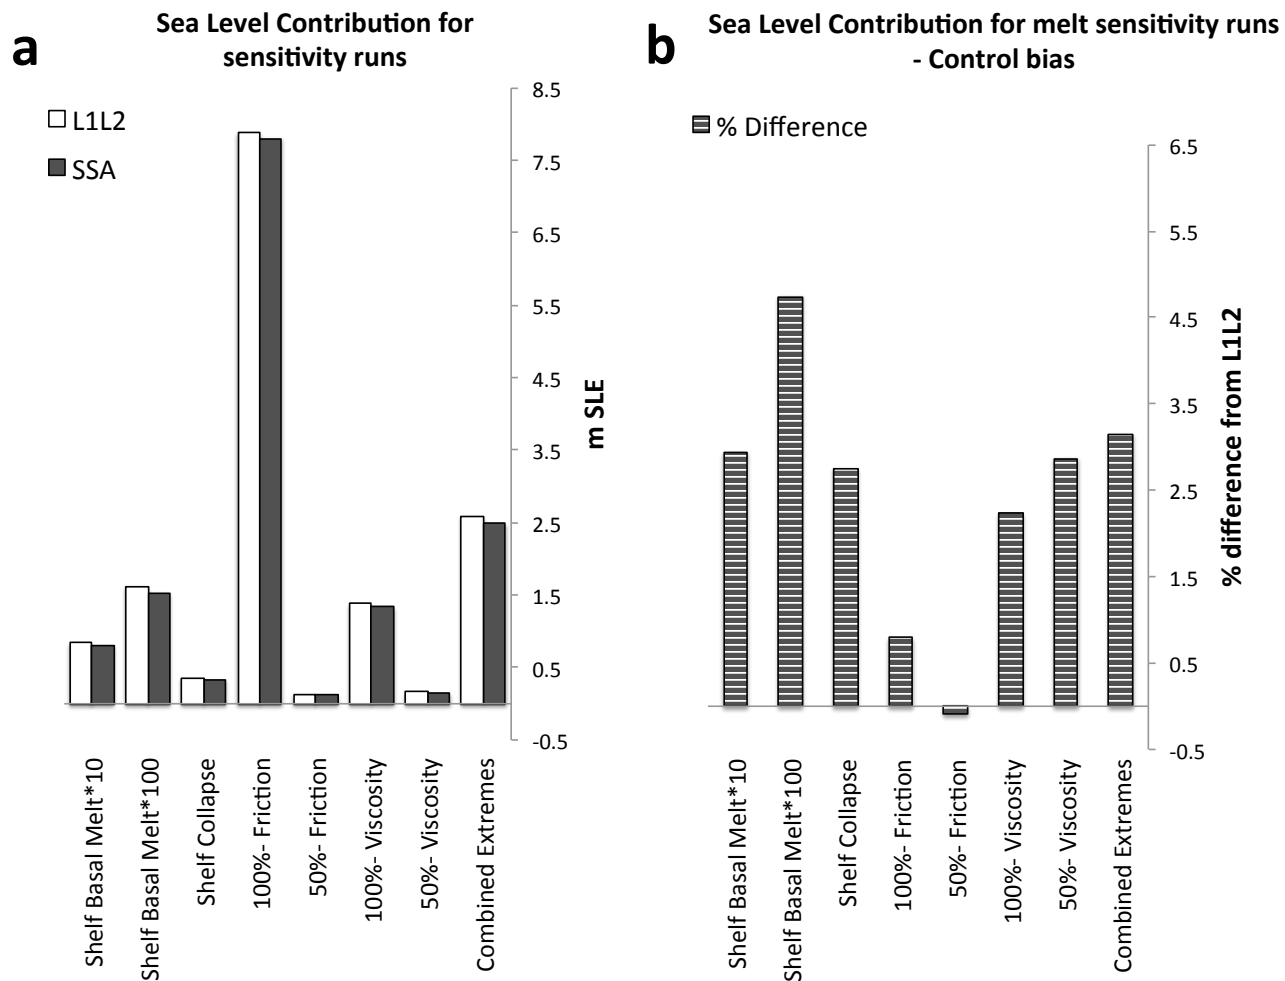 a
Sea Level Contribution for
sensitivity runs
L1L2
SSA
8.5
7.5
6.5
5.5
4.5
3.5
2.5
1.5
0.5
-0.5
m SLE
Shelf Basal Melt*10
Shelf Basal Melt*100
Shelf Collapse
100%- Friction
50%- Friction
100%- Viscosity
50%- Viscosity
Combined Extremes
b
Sea Level Contribution for melt sensitivity runs
- Control bias
% Difference
6.5
5.5
4.5
3.5
2.5
1.5
0.5
-0.5
% difference from L1L2
Shelf Basal Melt*10
Shelf Basal Melt*100
Shelf Collapse
100%- Friction
50%- Friction
100%- Viscosity
50%- Viscosity
Combined Extremes